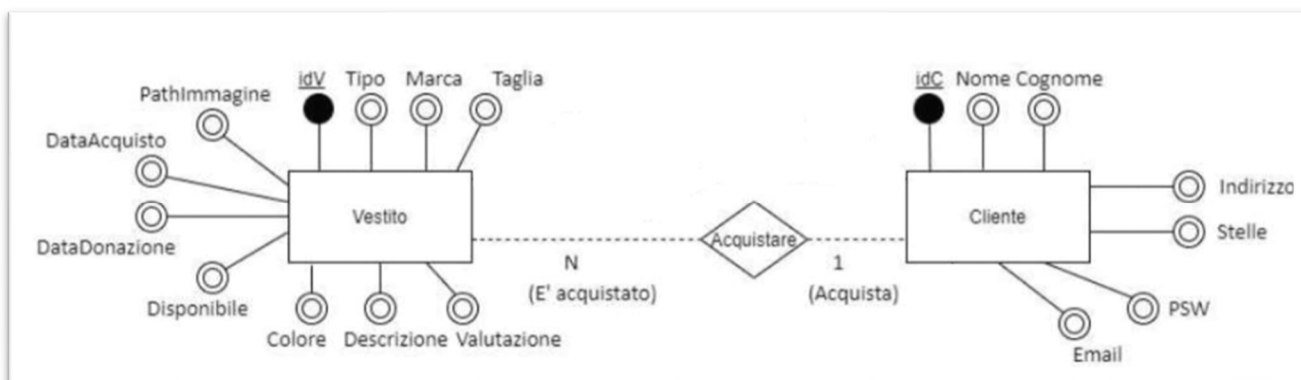 idV Tipo Marca Taglia
PathImmagine
DataAcquisto
DataDonazione
Disponibile
Colore Descrizione Valutazione
Vestito
N
(E' acquistato)
Acquistare
1
(Acquista)
idC Nome Cognome
Cliente
Indirizzo
Stelle
PSW
Email